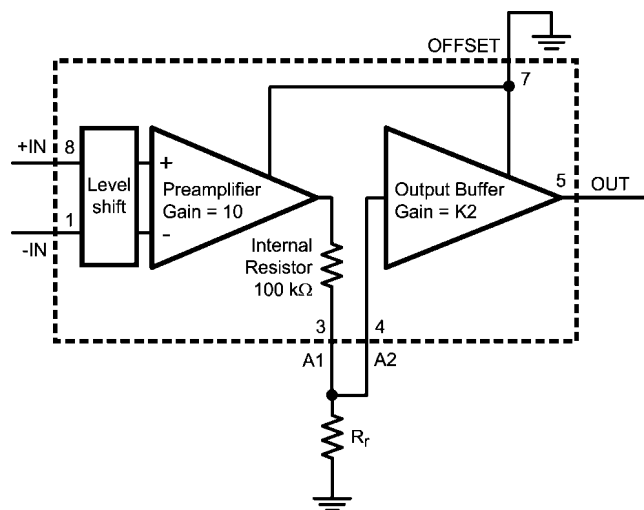 OFFSET
7
+IN
8
Level
shift
1
-IN
+
-
Preamplifier
Gain = 10
Output Buffer
Gain = K2
5
OUT
Internal
Resistor
100 kΩ
3
4
A1
A2
Rr